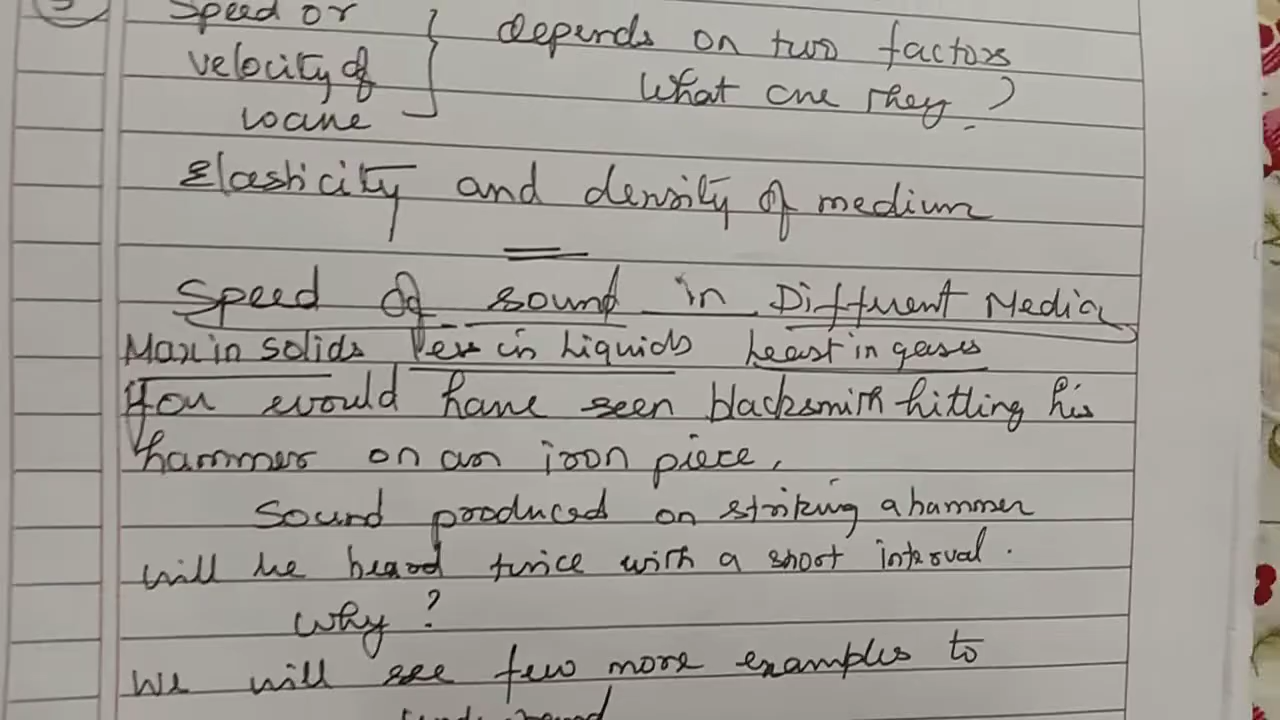 Speed or
velocity of } depends on two factors
wave What are they?
Elasticity and density of medium
Speed of sound in Different Media
Max in solids less in Liquids Least in gases
You would have seen blacksmith hitting his
hammer on an iron piece.
Sound produced on striking a hammer
will be heard twice with a short interval.
Why?
We will see few more examples to